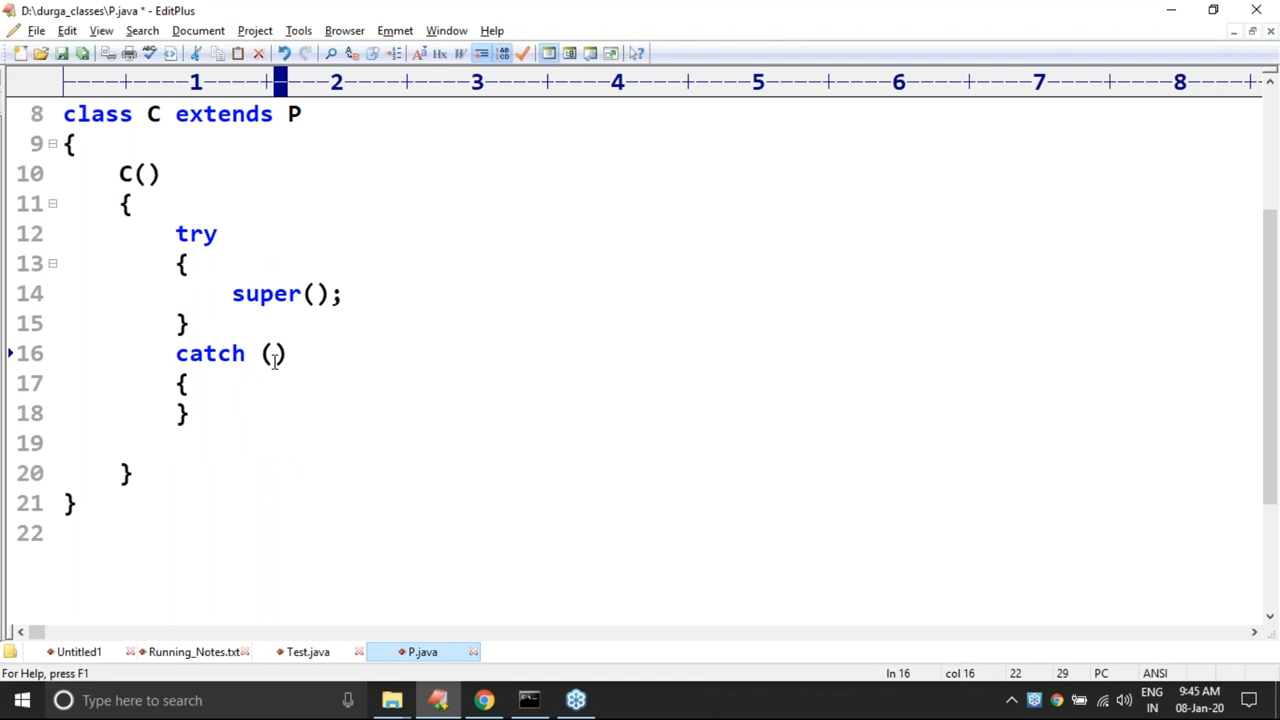 D:\durga_classes\P.java * - EditPlus
File Edit View Search Document Project Tools Browser Emmet Window Help
----+----1----+----2----+----3----+----4----+----5----+----6----+----7----+----8----+
8 class C extends P
9 {
10 C()
11 {
12 try
13 {
14 super();
15 }
16 catch ()
17 {
18 }
19
20 }
21 }
22
Untitled1 Running_Notes.txt Test.java P.java
For Help, press F1 ln 16 col 16 22 29 PC ANSI
Type here to search ENG IN 9:45 AM 08-Jan-20